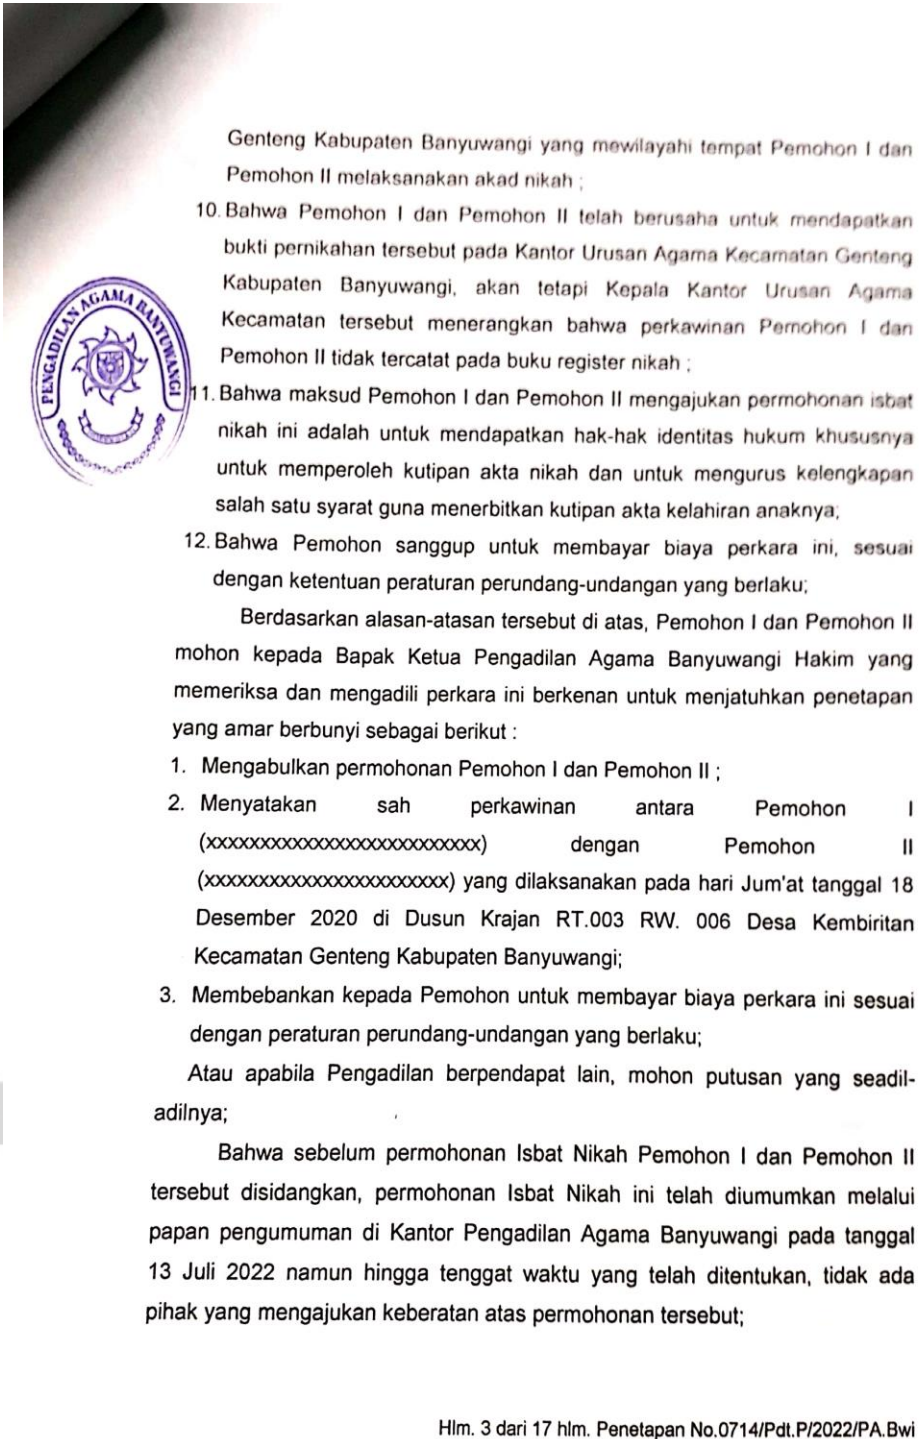 Genteng Kabupaten Banyuwangi yang mewilayahi tempat Pemohon I dan
Pemohon II melaksanakan akad nikah ;
10. Bahwa Pemohon I dan Pemohon II telah berusaha untuk mendapatkan
bukti pernikahan tersebut pada Kantor Urusan Agama Kecamatan Genteng
Kabupaten Banyuwangi, akan tetapi Kepala Kantor Urusan Agama
Kecamatan tersebut menerangkan bahwa perkawinan Pemohon I dan
Pemohon II tidak tercatat pada buku register nikah ;
PENGADILAN AGAMA BANYUWANGI
11. Bahwa maksud Pemohon I dan Pemohon II mengajukan permohonan isbat
nikah ini adalah untuk mendapatkan hak-hak identitas hukum khususnya
untuk memperoleh kutipan akta nikah dan untuk mengurus kelengkapan
salah satu syarat guna menerbitkan kutipan akta kelahiran anaknya;
12. Bahwa Pemohon sanggup untuk membayar biaya perkara ini, sesuai
dengan ketentuan peraturan perundang-undangan yang berlaku;
Berdasarkan alasan-atasan tersebut di atas, Pemohon I dan Pemohon II
mohon kepada Bapak Ketua Pengadilan Agama Banyuwangi Hakim yang
memeriksa dan mengadili perkara ini berkenan untuk menjatuhkan penetapan
yang amar berbunyi sebagai berikut :
1. Mengabulkan permohonan Pemohon I dan Pemohon II ;
2. Menyatakan sah perkawinan antara Pemohon I
(xxxxxxxxxxxxxxxxxxxxxxxxxx) dengan Pemohon II
(xxxxxxxxxxxxxxxxxxxxxxx) yang dilaksanakan pada hari Jum'at tanggal 18
Desember 2020 di Dusun Krajan RT.003 RW. 006 Desa Kembiritan
Kecamatan Genteng Kabupaten Banyuwangi;
3. Membebankan kepada Pemohon untuk membayar biaya perkara ini sesuai
dengan peraturan perundang-undangan yang berlaku;
Atau apabila Pengadilan berpendapat lain, mohon putusan yang seadil-
adilnya;
Bahwa sebelum permohonan Isbat Nikah Pemohon I dan Pemohon II
tersebut disidangkan, permohonan Isbat Nikah ini telah diumumkan melalui
papan pengumuman di Kantor Pengadilan Agama Banyuwangi pada tanggal
13 Juli 2022 namun hingga tenggat waktu yang telah ditentukan, tidak ada
pihak yang mengajukan keberatan atas permohonan tersebut;
Hlm. 3 dari 17 hlm. Penetapan No.0714/Pdt.P/2022/PA.Bwi